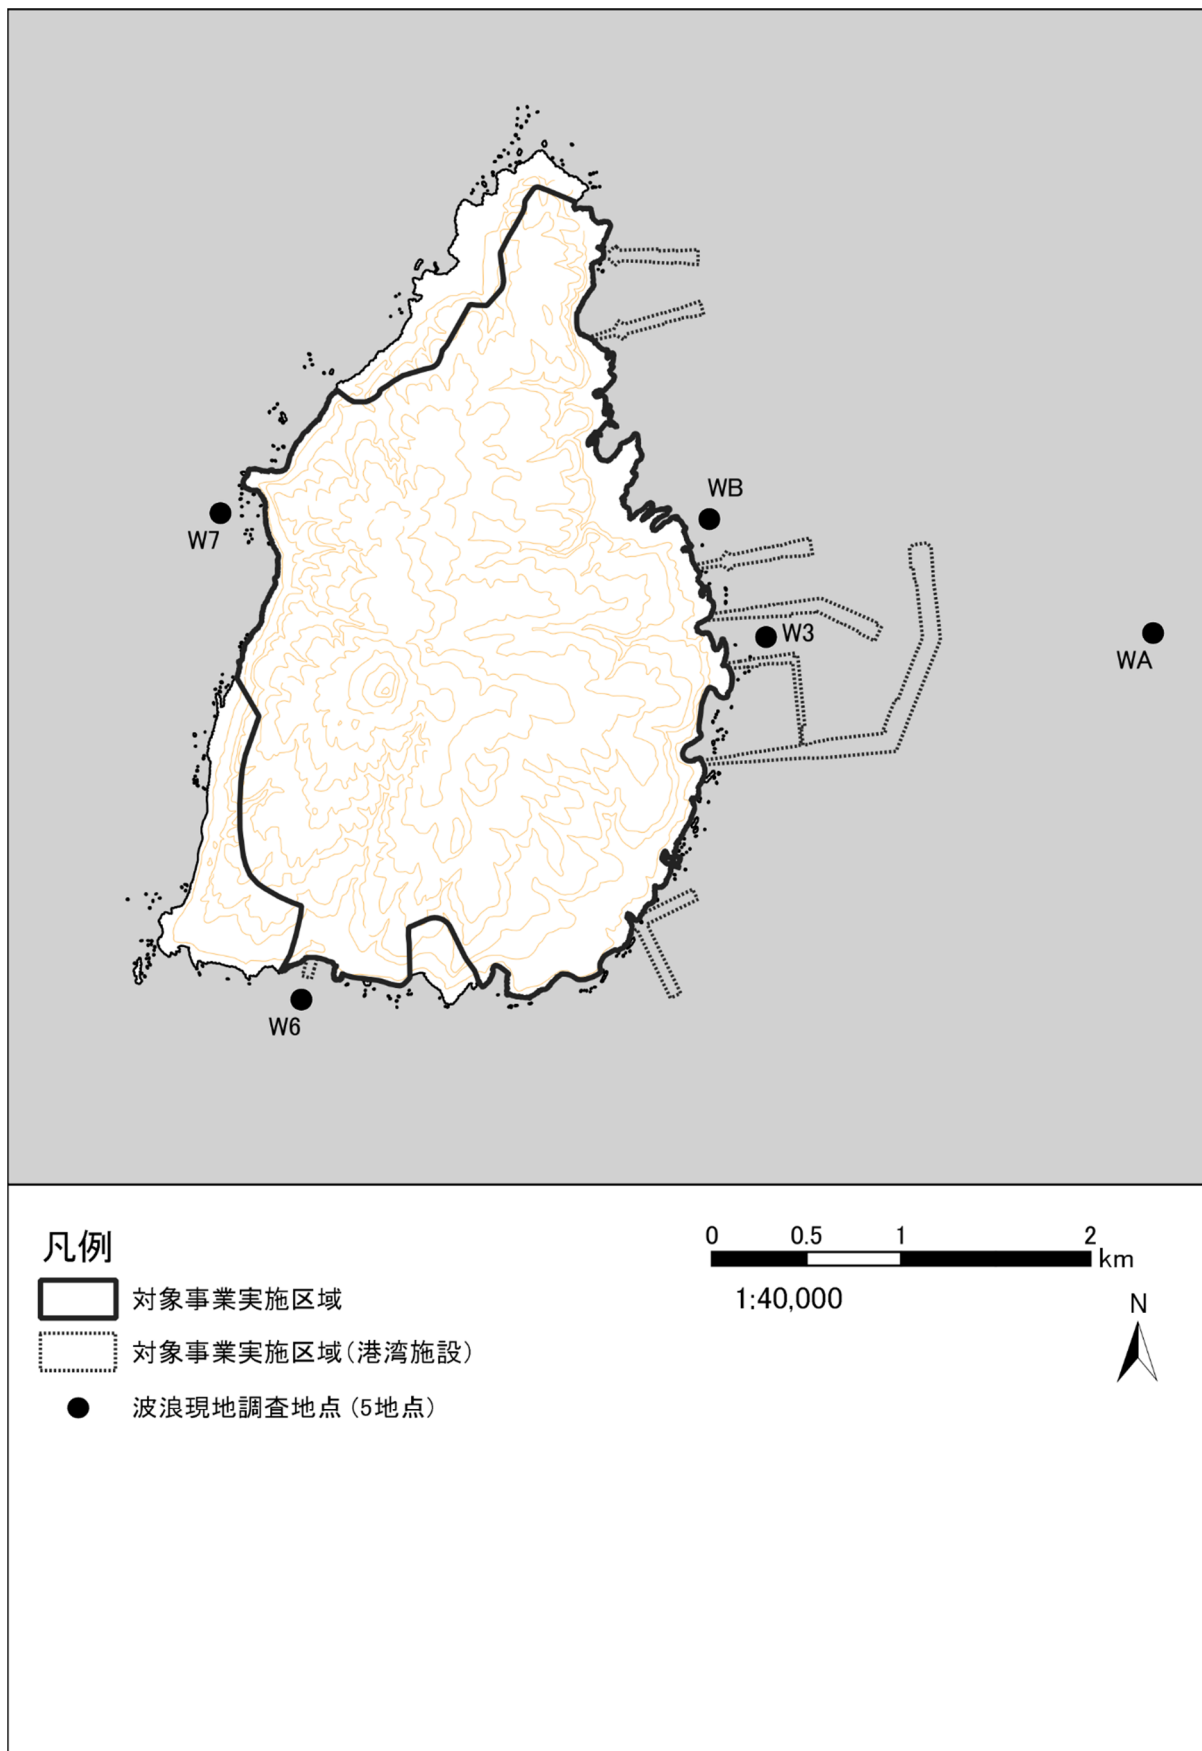 WB
W7
W3
WA
W6
凡例
対象事業実施区域
対象事業実施区域(港湾施設)
波浪現地調査地点(5地点)
0 0.5 1 2
km
1:40,000
N